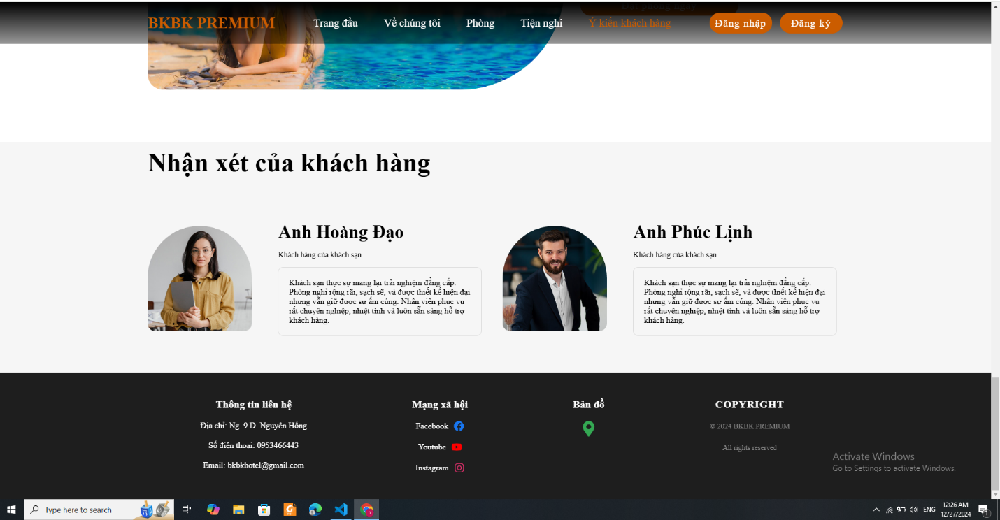 Đặt phòng ngay
BKBK PREMIUM
Trang đầu
Về chúng tôi
Phòng
Tiện nghi
Ý kiến khách hàng
Đăng nhập
Đăng ký
Nhận xét của khách hàng
Anh Hoàng Đạo
Khách hàng của khách sạn
Khách sạn thực sự mang lại trải nghiệm đẳng cấp.
Phòng nghỉ rộng rãi, sạch sẽ, và được thiết kế hiện đại
nhưng vẫn giữ được sự ấm cúng. Nhân viên phục vụ
rất chuyên nghiệp, nhiệt tình và luôn sẵn sàng hỗ trợ
khách hàng.
Anh Phúc Lịnh
Khách hàng của khách sạn
Khách sạn thực sự mang lại trải nghiệm đẳng cấp.
Phòng nghỉ rộng rãi, sạch sẽ, và được thiết kế hiện đại
nhưng vẫn giữ được sự ấm cúng. Nhân viên phục vụ
rất chuyên nghiệp, nhiệt tình và luôn sẵn sàng hỗ trợ
khách hàng.
Thông tin liên hệ
Địa chỉ: Ng. 9 D. Nguyên Hồng
Số điện thoại: 0953466443
Email: bkbkhotel@gmail.com
Mạng xã hội
Facebook
Youtube
Instagram
Bản đồ
COPYRIGHT
© 2024 BKBK PREMIUM
All rights reserved
Activate Windows
Go to Settings to activate Windows.
Type here to search
ENG
12:26 AM
12/27/2024
1